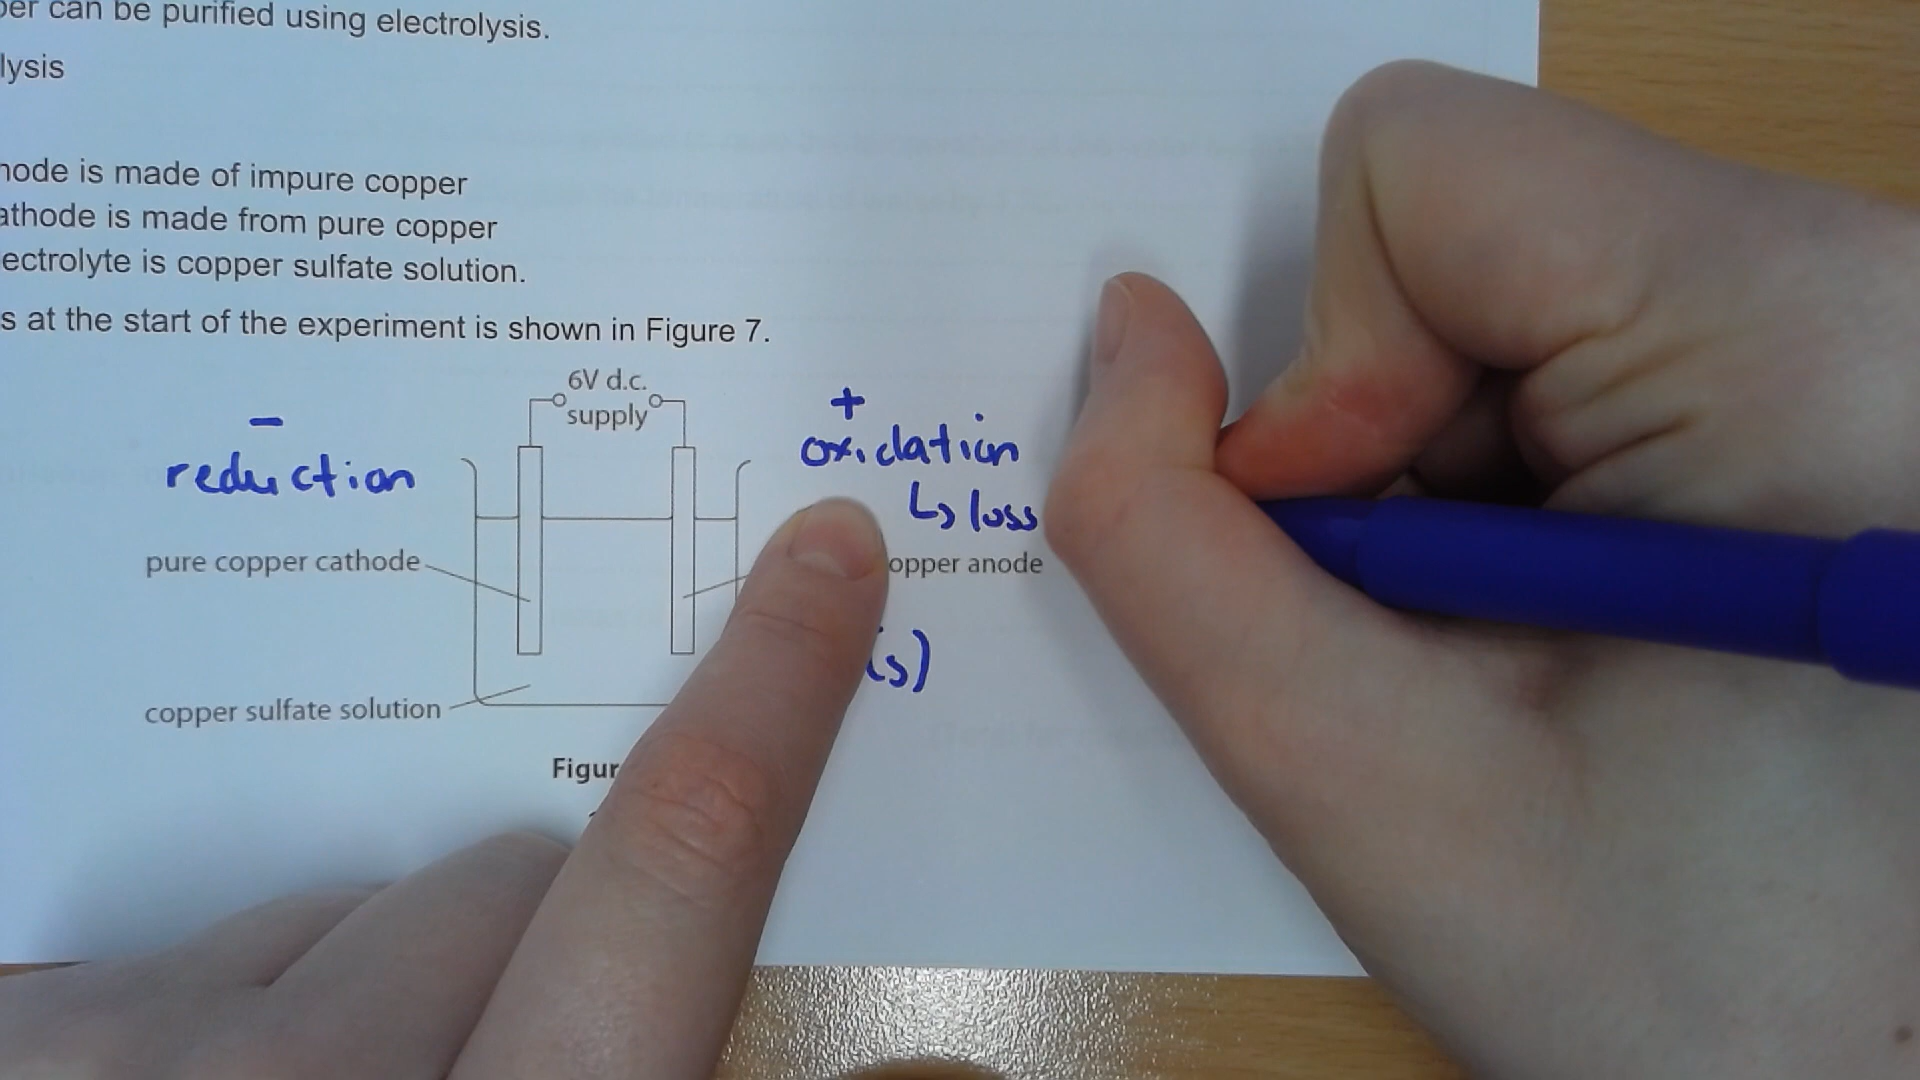 can be purified using electrolysis.
lysis
node is made of impure copper
athode is made from pure copper
ectrolyte is copper sulfate solution.
s at the start of the experiment is shown in Figure 7.
6V d.c.
supply
−
reduction
+
oxidation
↳ loss
pure copper cathode
opper anode
(s)
copper sulfate solution
Figur